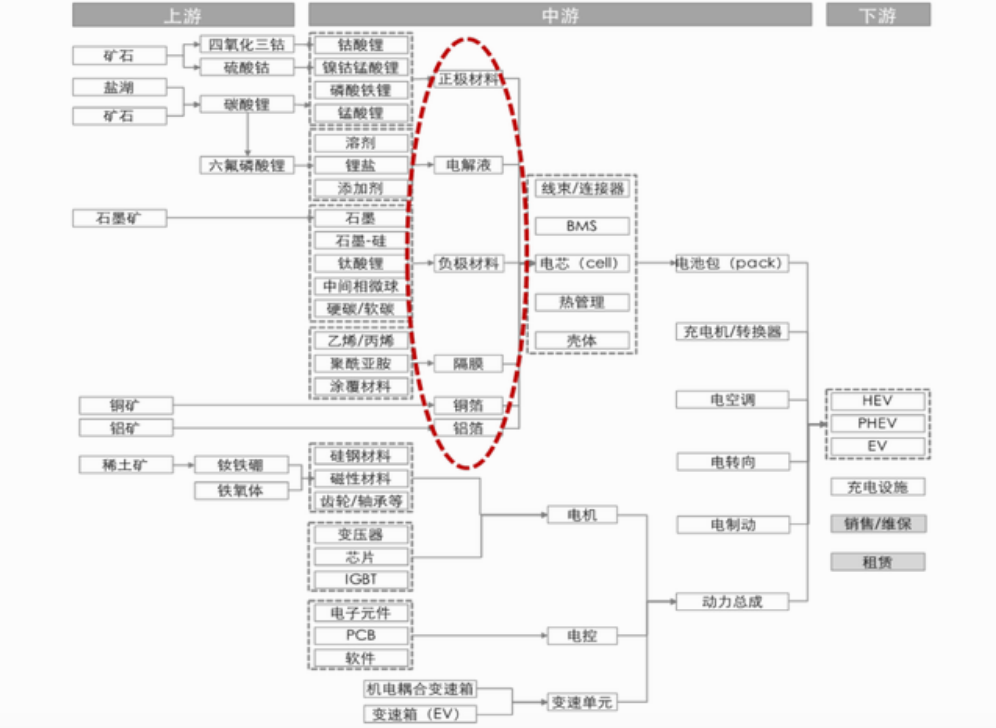 上游 中游 下游
矿石
盐湖
矿石
石墨矿
铜矿
铝矿
稀土矿
四氧化三钴
硫酸钴
碳酸锂
六氟磷酸锂
钕铁硼
铁氧体
钴酸锂
镍钴锰酸锂
磷酸铁锂
锰酸锂
溶剂
锂盐
添加剂
石墨
石墨-硅
钛酸锂
中间相微球
硬碳/软碳
乙烯/丙烯
聚酰亚胺
涂覆材料
硅钢材料
磁性材料
齿轮/轴承等
变压器
芯片
IGBT
电子元件
PCB
软件
机电耦合变速箱
变速箱（EV）
正极材料
电解液
负极材料
隔膜
铜箔
铝箔
线束/连接器
BMS
电芯（cell）
热管理
壳体
电机
电控
变速单元
电池包（pack）
充电机/转换器
电空调
电转向
电制动
动力总成
HEV
PHEV
EV
充电设施
销售/维保
租赁